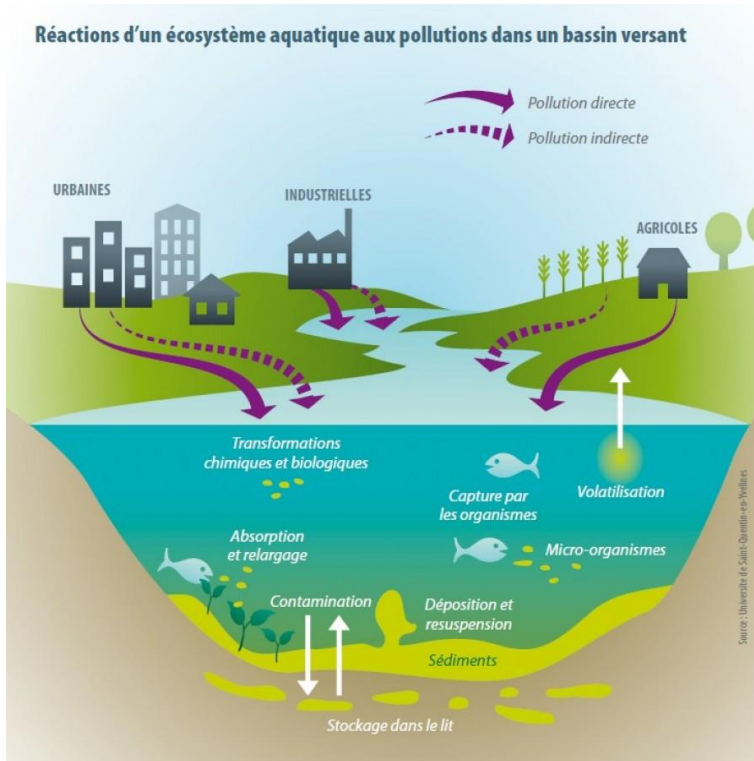 Réactions d'un écosystème aquatique aux pollutions dans un bassin versant
Pollution directe
Pollution indirecte
URBAINES
INDUSTRIELLES
AGRICOLES
Transformations
chimiques et biologiques
Capture par
les organismes
Volatilisation
Absorption
et relargage
Micro-organismes
Contamination
Déposition et
resuspension
Sédiments
Stockage dans le lit
Source : Universite de Saint-Quentin-en-Yvelines